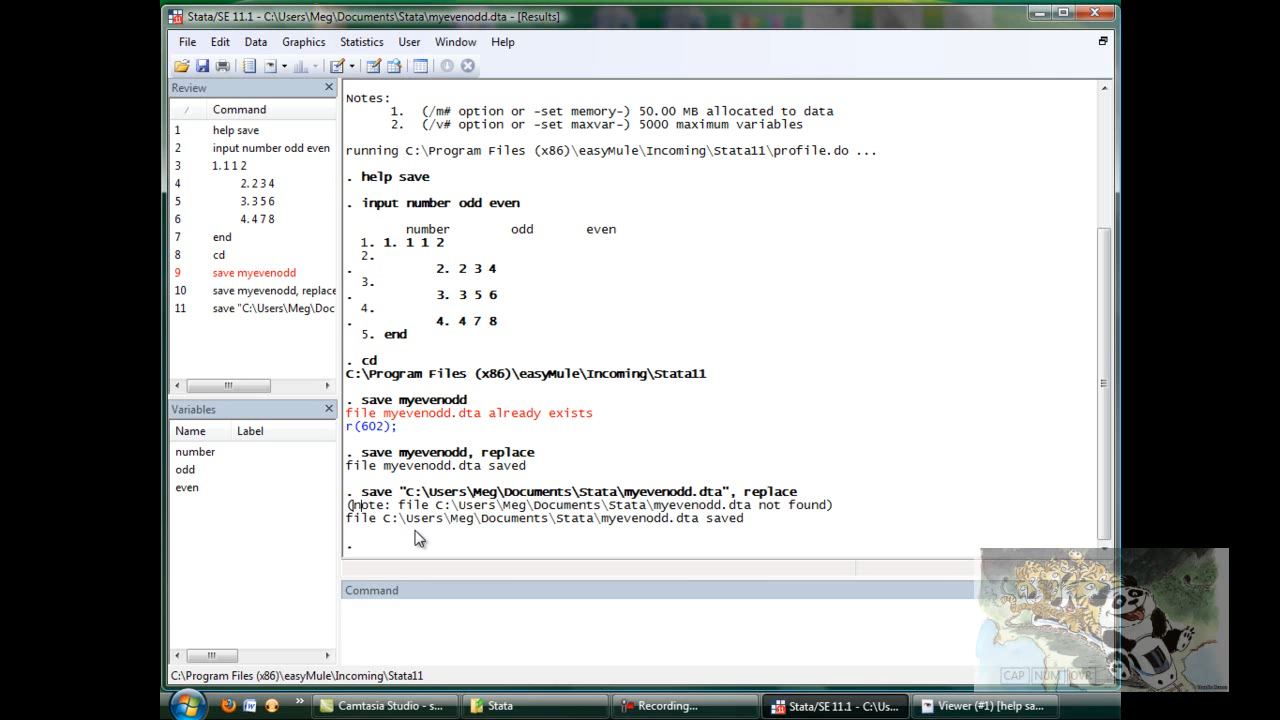 Stata/SE 11.1 - C:\Users\Meg\Documents\Stata\myevenodd.dta - [Results]
File Edit Data Graphics Statistics User Window Help
Review
Command
1 help save
2 input number odd even
3 1. 1 1 2
4 2. 2 3 4
5 3. 3 5 6
6 4. 4 7 8
7 end
8 cd
9 save myevenodd
10 save myevenodd, replace
11 save "C:\Users\Meg\Doc
Variables
Name Label
number
odd
even
Notes:
1. (/m# option or -set memory-) 50.00 MB allocated to data
2. (/v# option or -set maxvar-) 5000 maximum variables
running C:\Program Files (x86)\easyMule\Incoming\Stata11\profile.do ...
. help save
. input number odd even
number odd even
1. 1. 1 1 2
2.
. 2. 2 3 4
3.
. 3. 3 5 6
4.
. 4. 4 7 8
5. end
. cd
C:\Program Files (x86)\easyMule\Incoming\Stata11
. save myevenodd
file myevenodd.dta already exists
r(602);
. save myevenodd, replace
file myevenodd.dta saved
. save "C:\Users\Meg\Documents\Stata\myevenodd.dta", replace
(note: file C:\Users\Meg\Documents\Stata\myevenodd.dta not found)
file C:\Users\Meg\Documents\Stata\myevenodd.dta saved
.
Command
C:\Program Files (x86)\easyMule\Incoming\Stata11
CAP NUM OVR
Camtasia Studio - s... Stata Recording... Stata/SE 11.1 - C:\Us... Viewer (#1) [help sa...